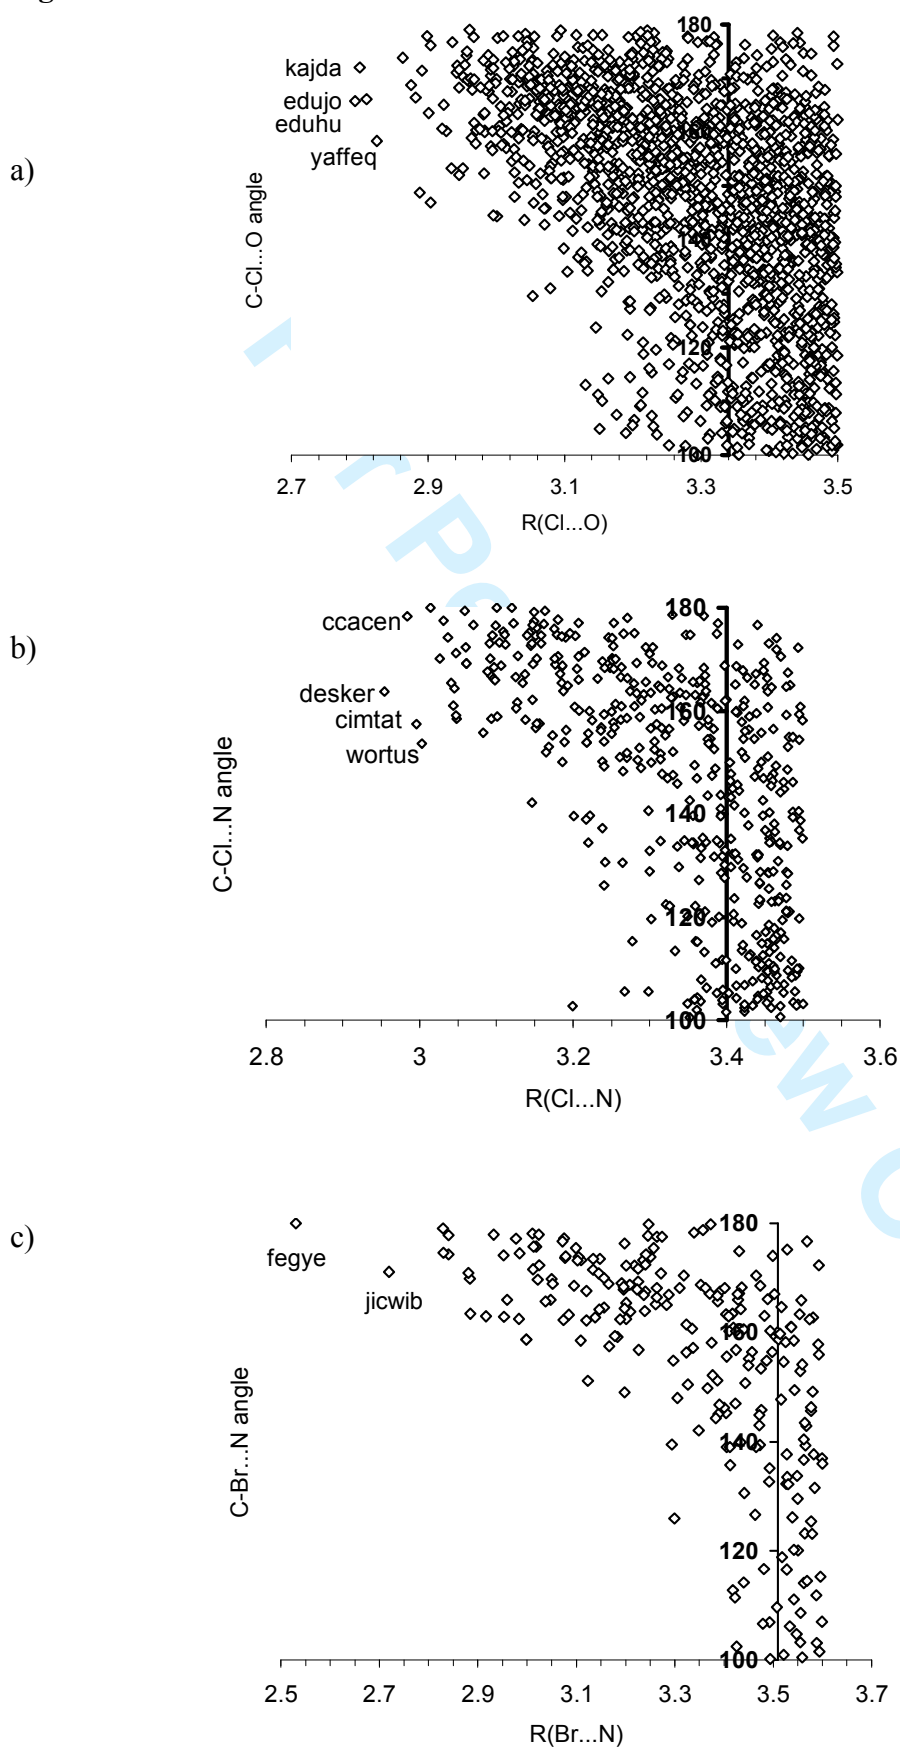 g
180
kajda
edujo
eduhu
160
yaffeq
a)
C-Cl...O angle
140
120
100
2.7 2.9 3.1 3.3 3.5
R(Cl...O)
r Pe
180
ccacen
b)
desker
160
cimtat
wortus
C-Cl...N angle
140
120
100
2.8 3 3.2 3.4 3.6
R(Cl...N)
ew O
180
c)
fegye
jicwib
160
C-Br...N angle
140
120
100
2.5 2.7 2.9 3.1 3.3 3.5 3.7
R(Br...N)